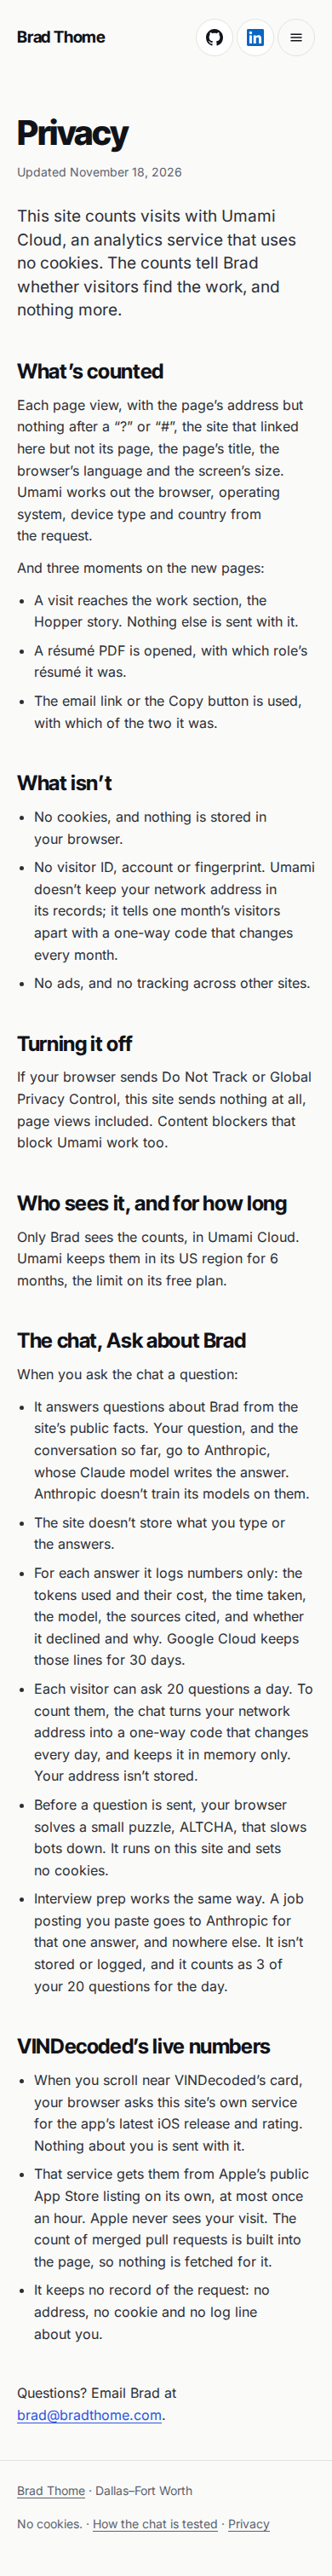 Brad Thome
Privacy
Updated November 18, 2026
This site counts visits with Umami
Cloud, an analytics service that uses
no cookies. The counts tell Brad
whether visitors find the work, and
nothing more.
What’s counted
Each page view, with the page’s address but
nothing after a “?” or “#”, the site that linked
here but not its page, the page’s title, the
browser’s language and the screen’s size.
Umami works out the browser, operating
system, device type and country from
the request.
And three moments on the new pages:
• A visit reaches the work section, the
Hopper story. Nothing else is sent with it.
• A résumé PDF is opened, with which role’s
résumé it was.
• The email link or the Copy button is used,
with which of the two it was.
What isn’t
• No cookies, and nothing is stored in
your browser.
• No visitor ID, account or fingerprint. Umami
doesn’t keep your network address in
its records; it tells one month’s visitors
apart with a one-way code that changes
every month.
• No ads, and no tracking across other sites.
Turning it off
If your browser sends Do Not Track or Global
Privacy Control, this site sends nothing at all,
page views included. Content blockers that
block Umami work too.
Who sees it, and for how long
Only Brad sees the counts, in Umami Cloud.
Umami keeps them in its US region for 6
months, the limit on its free plan.
The chat, Ask about Brad
When you ask the chat a question:
• It answers questions about Brad from the
site’s public facts. Your question, and the
conversation so far, go to Anthropic,
whose Claude model writes the answer.
Anthropic doesn’t train its models on them.
• The site doesn’t store what you type or
the answers.
• For each answer it logs numbers only: the
tokens used and their cost, the time taken,
the model, the sources cited, and whether
it declined and why. Google Cloud keeps
those lines for 30 days.
• Each visitor can ask 20 questions a day. To
count them, the chat turns your network
address into a one-way code that changes
every day, and keeps it in memory only.
Your address isn’t stored.
• Before a question is sent, your browser
solves a small puzzle, ALTCHA, that slows
bots down. It runs on this site and sets
no cookies.
• Interview prep works the same way. A job
posting you paste goes to Anthropic for
that one answer, and nowhere else. It isn’t
stored or logged, and it counts as 3 of
your 20 questions for the day.
VINDecoded’s live numbers
• When you scroll near VINDecoded’s card,
your browser asks this site’s own service
for the app’s latest iOS release and rating.
Nothing about you is sent with it.
• That service gets them from Apple’s public
App Store listing on its own, at most once
an hour. Apple never sees your visit. The
count of merged pull requests is built into
the page, so nothing is fetched for it.
• It keeps no record of the request: no
address, no cookie and no log line
about you.
Questions? Email Brad at
brad@bradthome.com.
Brad Thome · Dallas–Fort Worth
No cookies. · How the chat is tested · Privacy